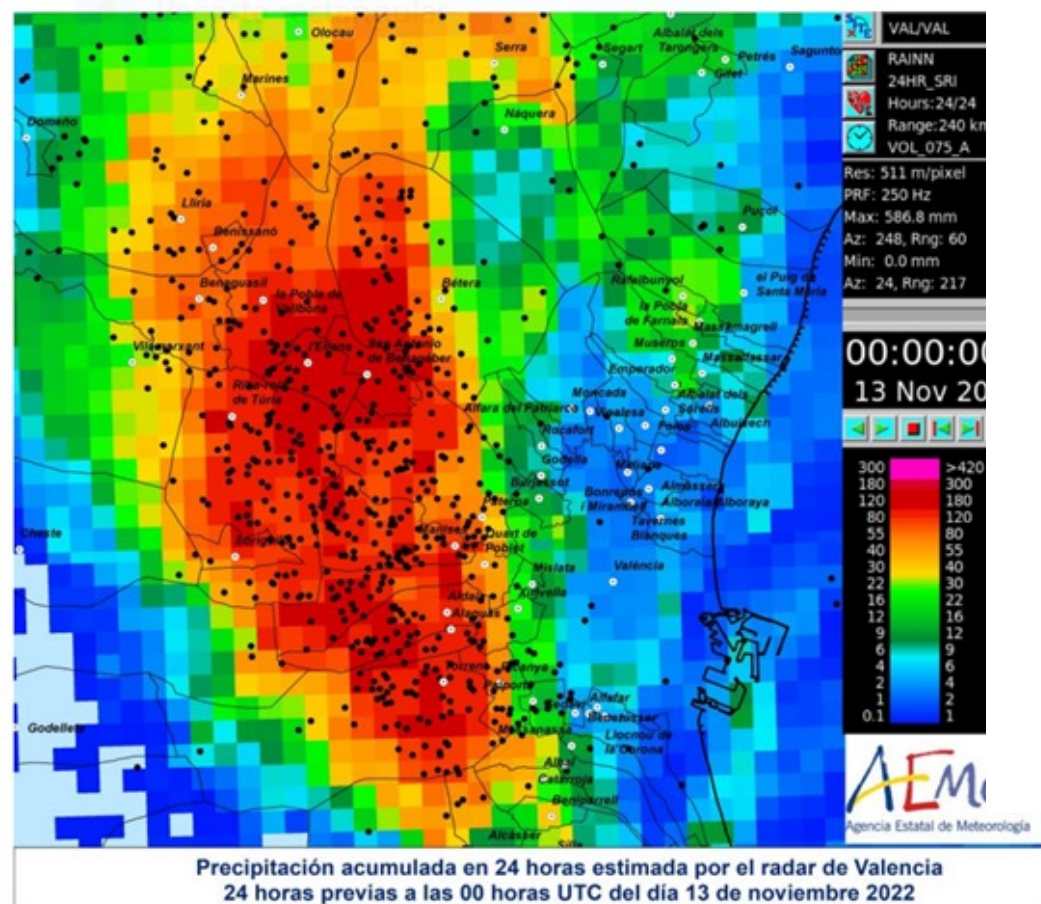 Olocau
Serra
Segart
Albalat dels
Tarongers
Petrés
Sagunto
Gilet
Marines
Náquera
Domeño
Llíria
Benissanó
Puçol
Benaguasil
la Pobla de
Vallbona
Bétera
Rafelbunyol
el Puig de
Santa Maria
la Pobla
de Farnals
Massamagrell
Vilamarxant
l'Eliana
San Antonio
de Benagéber
Museros
Massalfassar
Emperador
Riba-roja
de Túria
Moncada
Albalat dels
Sorells
Alfara del Patriarca
Vinalesa
Foios
Albuixech
Rocafort
Godella
Meliana
Burjassot
Bonrepòs
i Mirambell
Almàssera
Alboraia/Alboraya
Paterna
Tavernes
Blanques
Cheste
Manises
Quart de
Poblet
Loriguilla
Mislata
València
Aldaia
Xirivella
Alaquàs
Torrent
Picanya
Paiporta
Sedaví
Alfafar
Benetússer
Godelleta
Massanassa
Llocnou de
la Corona
Albal
Catarroja
Beniparrell
Alcàsser
Silla
VAL/VAL
RAINN
24HR_SRI
Hours:24/24
Range:240 km
VOL_075_A
Res: 511 m/pixel
PRF: 250 Hz
Max: 586.8 mm
Az: 248, Rng: 60
Min: 0.0 mm
Az: 24, Rng: 217
00:00:00
13 Nov 20
300 >420
180 300
120 180
80 120
55 80
40 55
30 40
22 30
16 22
12 16
9 12
6 9
4 6
2 4
1 2
0.1 1
AEMe
Agencia Estatal de Meteorología
Precipitación acumulada en 24 horas estimada por el radar de Valencia
24 horas previas a las 00 horas UTC del día 13 de noviembre 2022